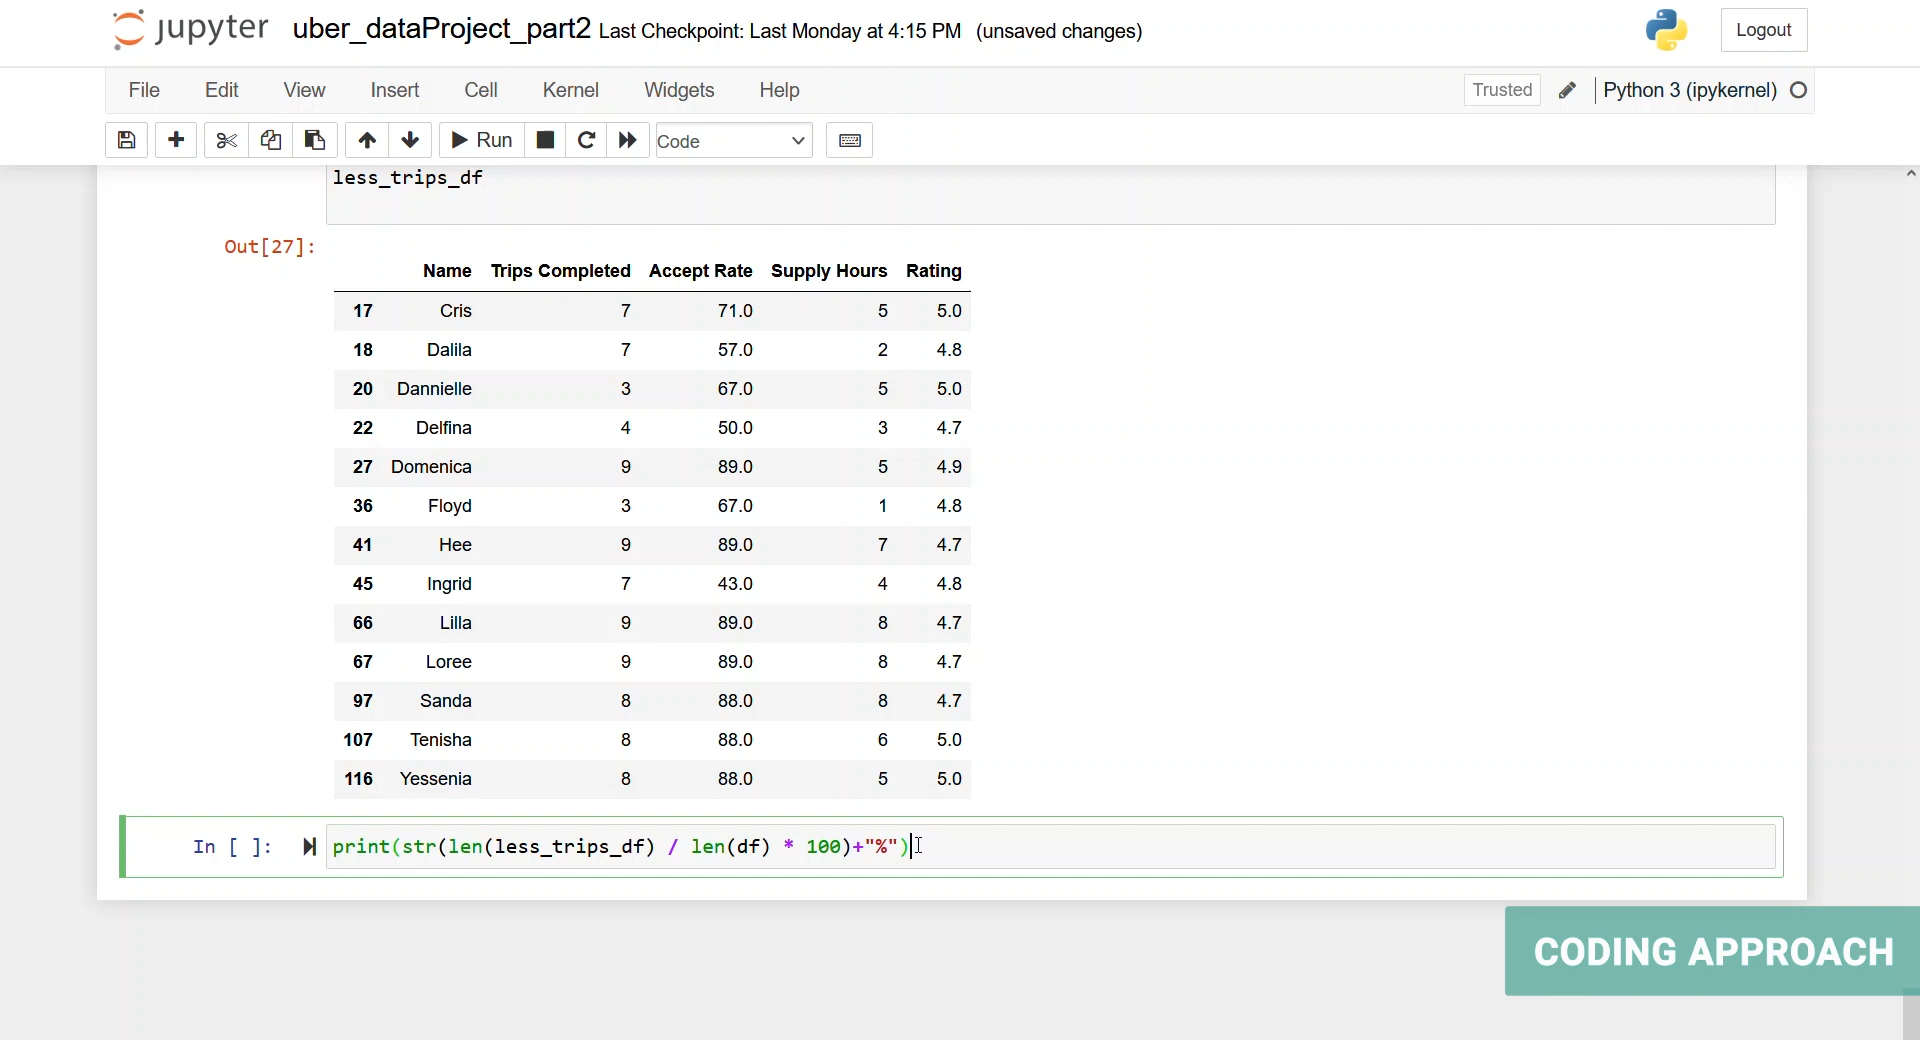 jupyter uber_dataProject_part2 Last Checkpoint: Last Monday at 4:15 PM (unsaved changes) Logout
File Edit View Insert Cell Kernel Widgets Help Trusted Python 3 (ipykernel)
Run Code
less_trips_df
Out[27]:
Name Trips Completed Accept Rate Supply Hours Rating
17 Cris 7 71.0 5 5.0
18 Dalila 7 57.0 2 4.8
20 Dannielle 3 67.0 5 5.0
22 Delfina 4 50.0 3 4.7
27 Domenica 9 89.0 5 4.9
36 Floyd 3 67.0 1 4.8
41 Hee 9 89.0 7 4.7
45 Ingrid 7 43.0 4 4.8
66 Lilla 9 89.0 8 4.7
67 Loree 9 89.0 8 4.7
97 Sanda 8 88.0 8 4.7
107 Tenisha 8 88.0 6 5.0
116 Yessenia 8 88.0 5 5.0
In [ ]: print(str(len(less_trips_df) / len(df) * 100)+"%")
CODING APPROACH